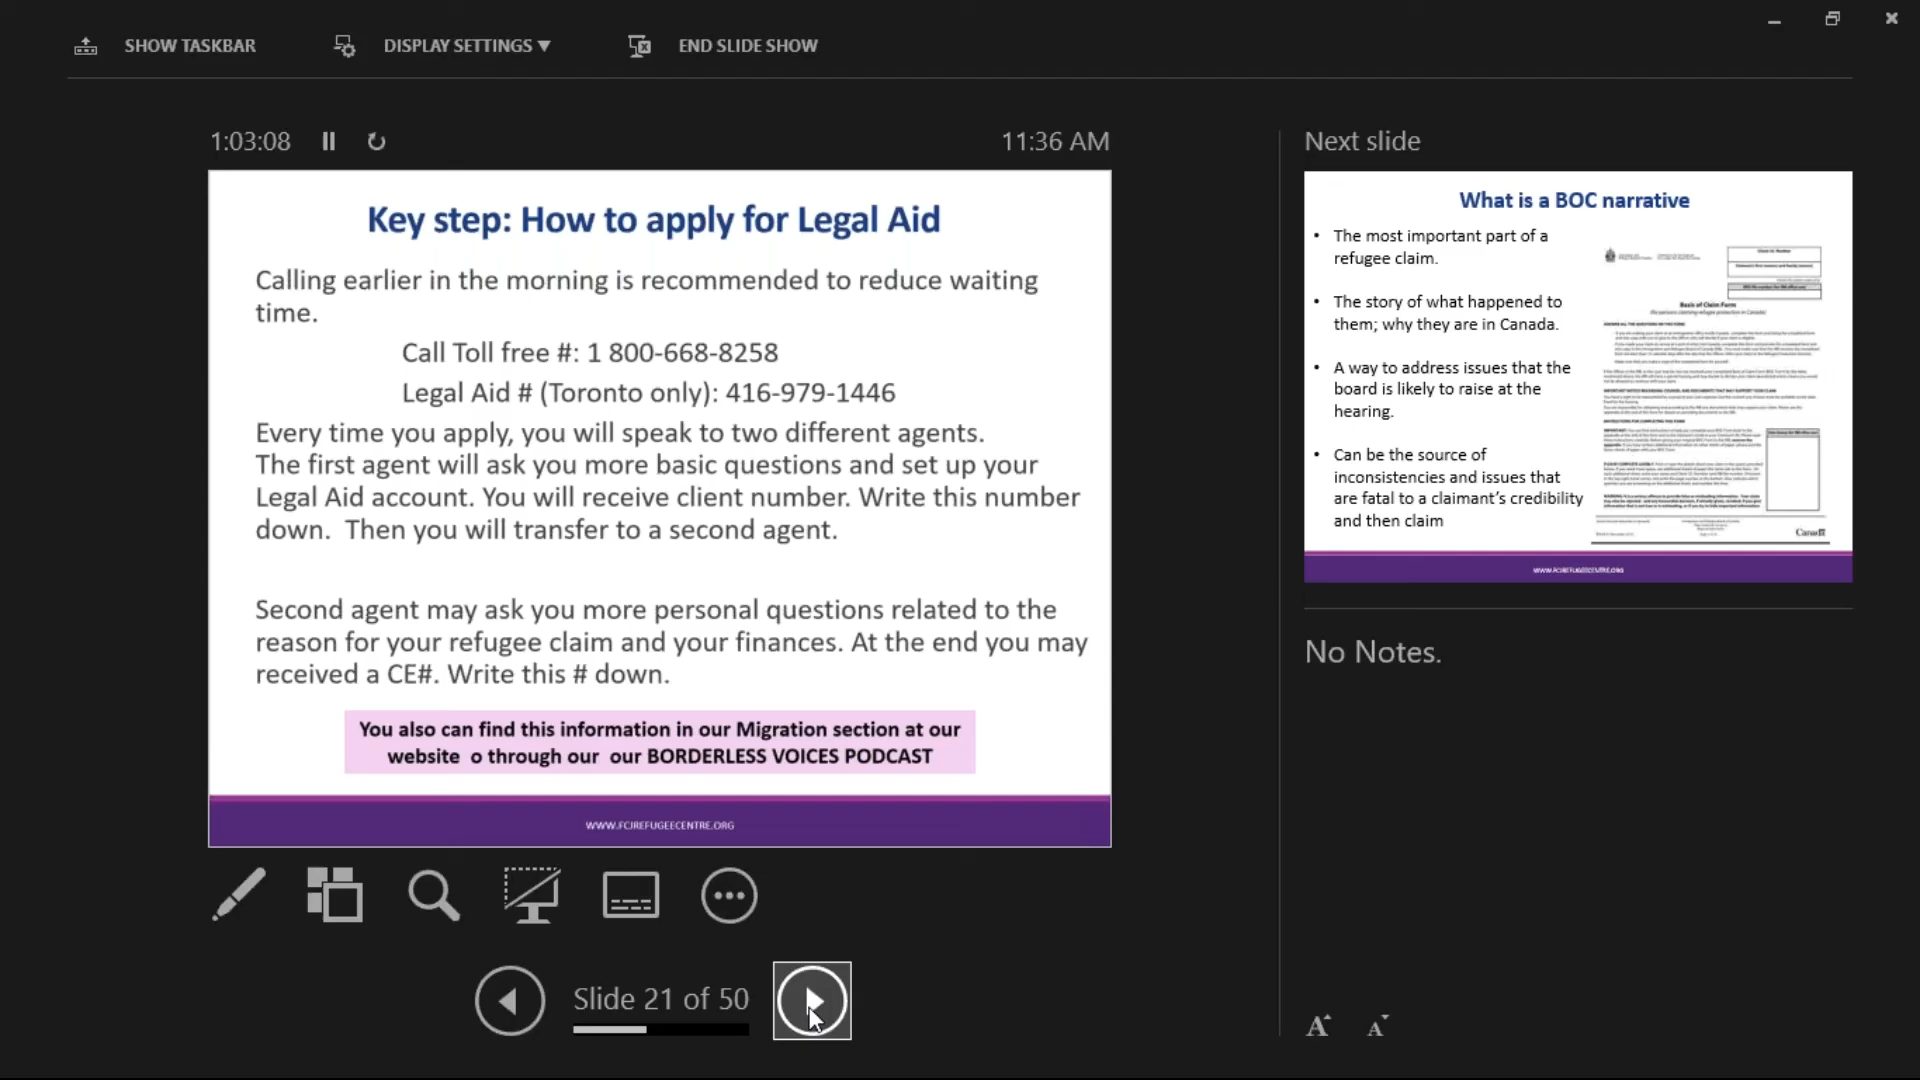 SHOW TASKBAR
DISPLAY SETTINGS ▼
END SLIDE SHOW
1:03:08
11:36 AM
Key step: How to apply for Legal Aid
Calling earlier in the morning is recommended to reduce waiting
time.
Call Toll free #: 1 800-668-8258
Legal Aid # (Toronto only): 416-979-1446
Every time you apply, you will speak to two different agents.
The first agent will ask you more basic questions and set up your
Legal Aid account. You will receive client number. Write this number
down.  Then you will transfer to a second agent.
Second agent may ask you more personal questions related to the
reason for your refugee claim and your finances. At the end you may
received a CE#. Write this # down.
You also can find this information in our Migration section at our
website  o through our  our BORDERLESS VOICES PODCAST
WWW.FCJREFUGEECENTRE.ORG
Slide 21 of 50
Next slide
What is a BOC narrative
• The most important part of a
refugee claim.
• The story of what happened to
them; why they are in Canada.
• A way to address issues that the
board is likely to raise at the
hearing.
• Can be the source of
inconsistencies and issues that
are fatal to a claimant's credibility
and then claim
Basis of Claim Form
Canada
WWW.FCJREFUGEECENTRE.ORG
No Notes.
A
A